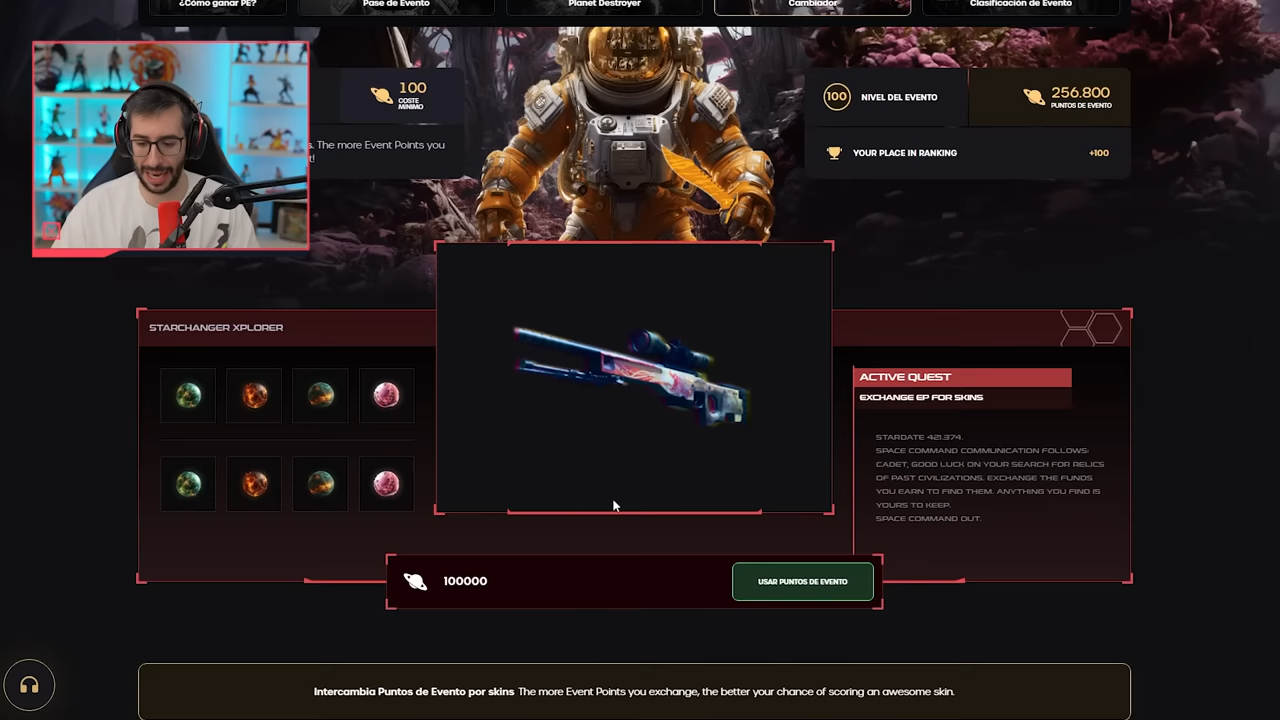 ¿Cómo ganar PE?
Pase de Evento
Planet Destroyer
Cambiador
Clasificación de Evento
100
COSTE
MÍNIMO
s. The more Event Points you
t!
100
NIVEL DEL EVENTO
256.800
PUNTOS DE EVENTO
YOUR PLACE IN RANKING
+100
STARCHANGER XPLORER
ACTIVE QUEST
EXCHANGE EP FOR SKINS
STARDATE 421.374.
SPACE COMMAND COMMUNICATION FOLLOWS:
CADET, GOOD LUCK ON YOUR SEARCH FOR RELICS
OF PAST CIVILIZATIONS. EXCHANGE THE FUNDS
YOU EARN TO FIND THEM. ANYTHING YOU FIND IS
YOURS TO KEEP.
SPACE COMMAND OUT.
100000
USAR PUNTOS DE EVENTO
Intercambia Puntos de Evento por skins The more Event Points you exchange, the better your chance of scoring an awesome skin.